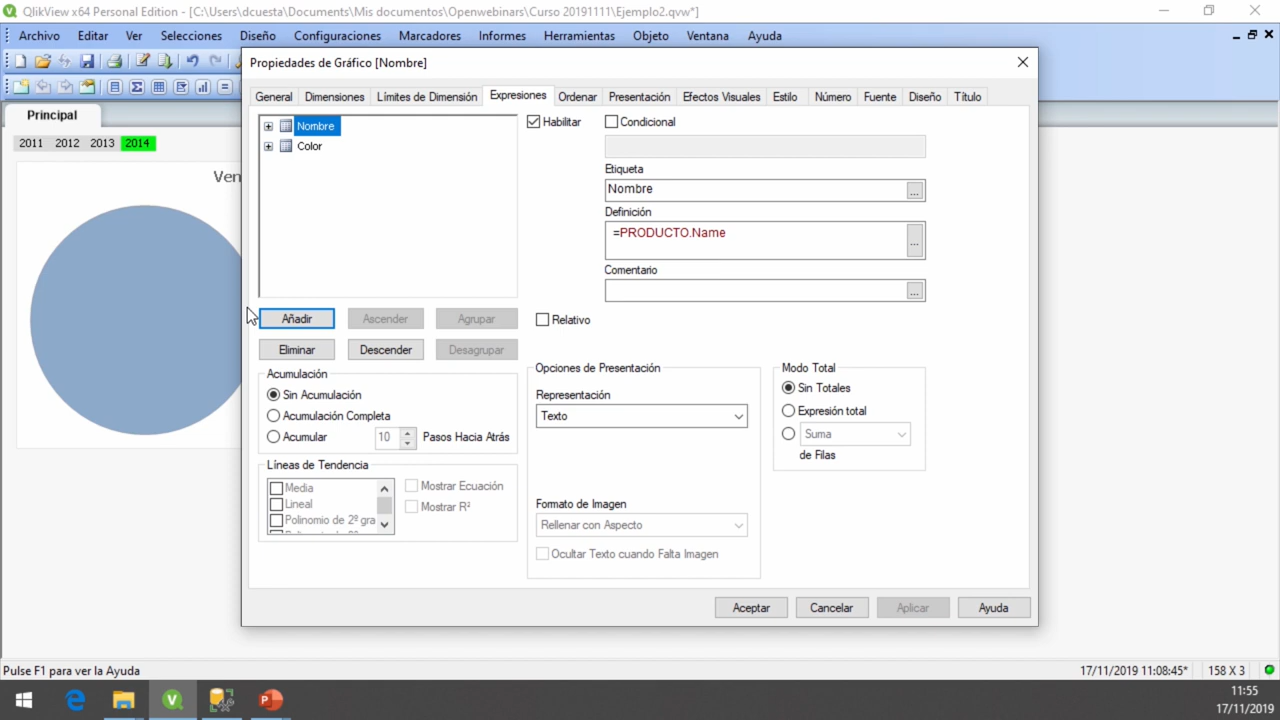 QlikView x64 Personal Edition - [C:\Users\dcuesta\Documents\Mis documentos\Openwebinars\Curso 20191111\Ejemplo2.qvw*]
Archivo Editar Ver Selecciones Diseño Configuraciones Marcadores Informes Herramientas Objeto Ventana Ayuda
Propiedades de Gráfico [Nombre]
General Dimensiones Límites de Dimensión Expresiones Ordenar Presentación Efectos Visuales Estilo Número Fuente Diseño Título
Principal
2011 2012 2013 2014
Ven
Nombre
Color
Habilitar
Condicional
Etiqueta
Nombre
...
Definición
=PRODUCTO.Name
...
Comentario
...
Añadir Ascender Agrupar
Relativo
Eliminar Descender Desagrupar
Acumulación
Sin Acumulación
Acumulación Completa
Acumular 10 Pasos Hacia Atrás
Líneas de Tendencia
Media
Lineal
Polinomio de 2º gra
Mostrar Ecuación
Mostrar R²
Opciones de Presentación
Representación
Texto
Formato de Imagen
Rellenar con Aspecto
Ocultar Texto cuando Falta Imagen
Modo Total
Sin Totales
Expresión total
Suma
de Filas
Aceptar Cancelar Aplicar Ayuda
Pulse F1 para ver la Ayuda
17/11/2019 11:08:45* 158 X 3
11:55
17/11/2019